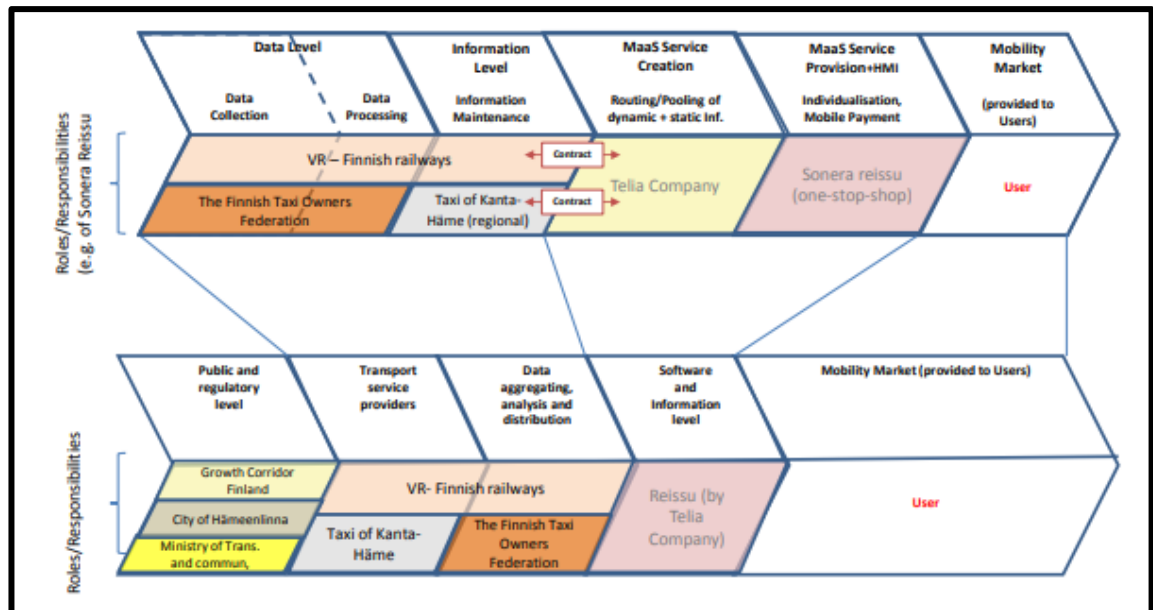 Data Level
Data
Collection
Data
Processing
Information
Level
Information
Maintenance
MaaS Service
Creation
Routing/Pooling of
dynamic + static Inf.
MaaS Service
Provision+HMI
Individualisation,
Mobile Payment
Mobility
Market
(provided to
Users)
Roles/Responsibilities
(e.g. of Sonera Reissu
VR – Finnish railways
Contract
The Finnish Taxi Owners
Federation
Taxi of Kanta-
Häme (regional)
Contract
Telia Company
Sonera reissu
(one-stop-shop)
User
Public and
regulatory
level
Transport
service
providers
Data
aggregating,
analysis and
distribution
Software
and
Information
level
Mobility Market (provided to Users)
Roles/Responsibilities
Growth Corridor
Finland
City of Hämeenlinna
Ministry of Trans.
and commun,
VR- Finnish railways
Taxi of Kanta-
Häme
The Finnish Taxi
Owners
Federation
Reissu (by
Telia
Company)
User